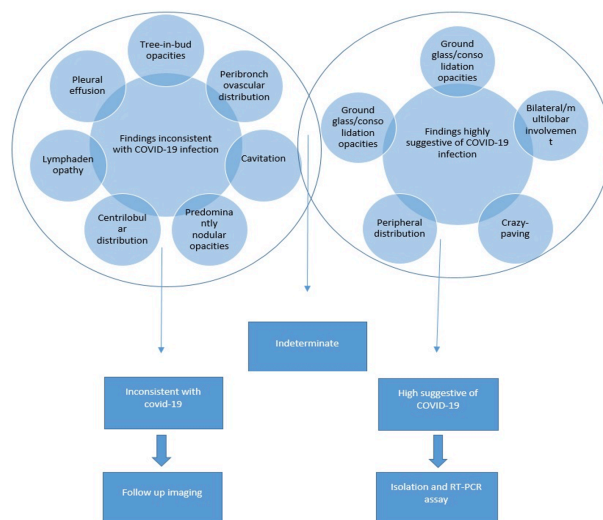 Tree-in-bud
opacities
Peribronch
ovascular
distribution
Pleural
effusion
Findings inconsistent
with COVID-19 infection
Lymphaden
opathy
Cavitation
Centrilobul
ar distribution
Predomina
ntly nodular
opacities
Ground
glass/conso
lidation
opacities
Ground
glass/conso
lidation
opacities
Bilateral/m
ultilobar
involvemen
t
Findings highly
suggestive of COVID-19
infection
Peripheral
distribution
Crazy-
paving
Indeterminate
Inconsistent with
covid-19
High suggestive of
COVID-19
Follow up imaging
Isolation and RT-PCR
assay